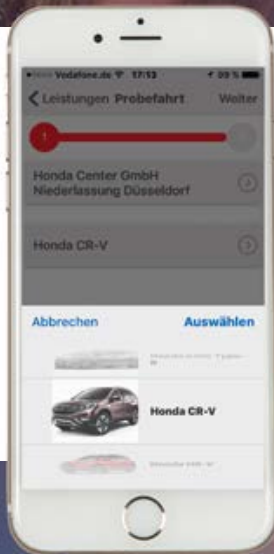 Vodafone.de 17:13
Leistungen Probefahrt Weiter
1
Honda Center GmbH
Niederlassung Düsseldorf
Honda CR-V
Abbrechen Auswählen
Honda CR-V